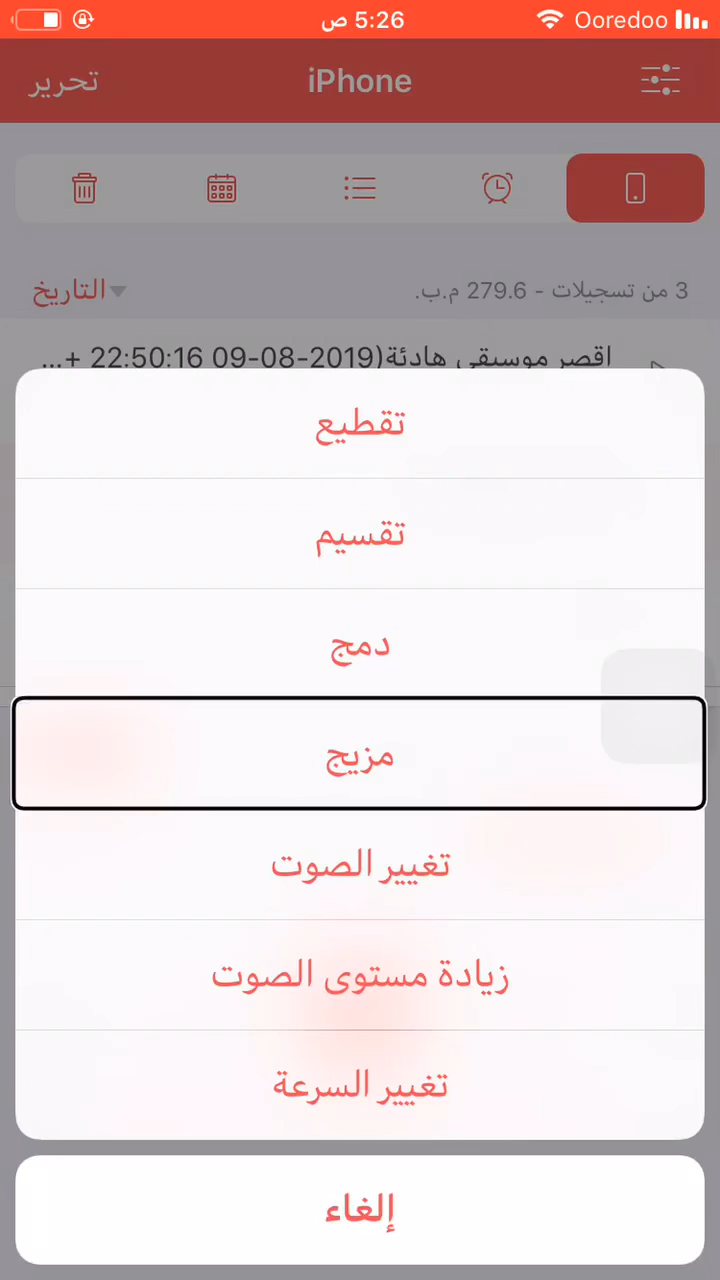 5:26 ص
Ooredoo
تحرير
iPhone
3 من تسجيلات - 279.6 م.ب.
التاريخ
اقصر موسيقى هادئة(2019-08-09 22:50:16 +...
تقطيع
تقسيم
دمج
مزيج
تغيير الصوت
زيادة مستوى الصوت
تغيير السرعة
إلغاء